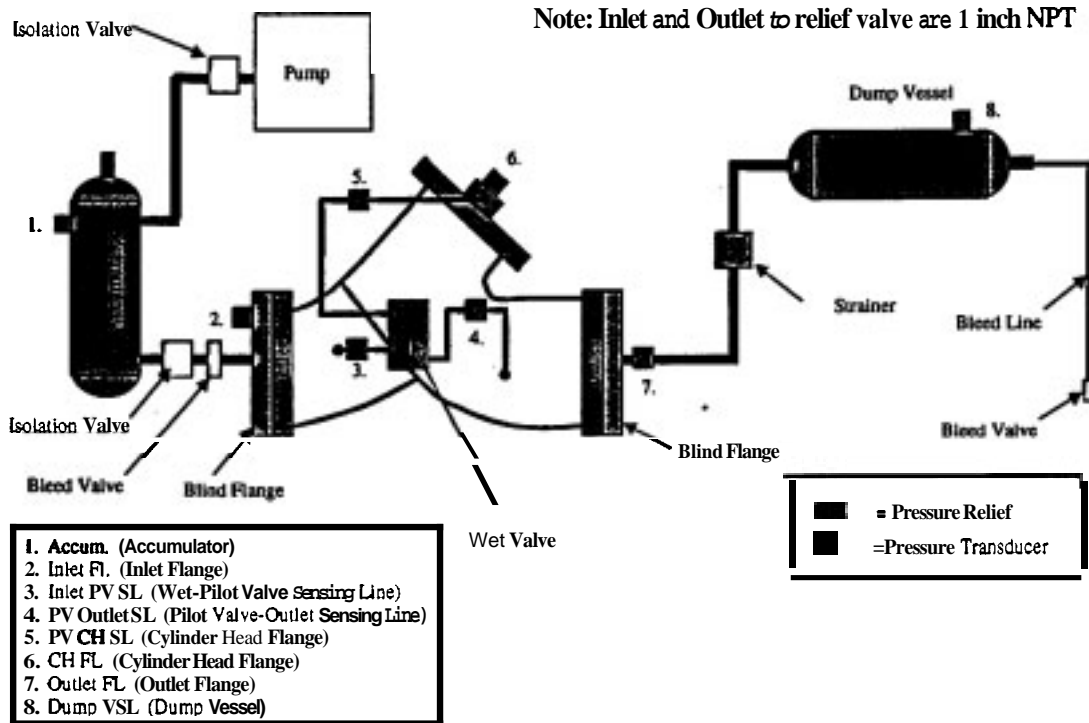 Note: Inlet and Outlet to relief valve are 1 inch NPT
Isolation Valve
Pump
Dump Vessel
8.
6.
5.
1.
2.
3.
4.
7.
Strainer
Bleed Line
Isolation Valve
Bleed Valve
Blind Flange
Blind Flange
Bleed Valve
Wet Valve
= Pressure Relief
=Pressure Transducer
1. Accum. (Accumulator)
2. Inlet Fl. (Inlet Flange)
3. Inlet PV SL (Wet-Pilot Valve Sensing Line)
4. PV Outlet SL (Pilot Valve-Outlet Sensing Line)
5. PV CH SL (Cylinder Head Flange)
6. CH FL (Cylinder Head Flange)
7. Outlet FL (Outlet Flange)
8. Dump VSL (Dump Vessel)